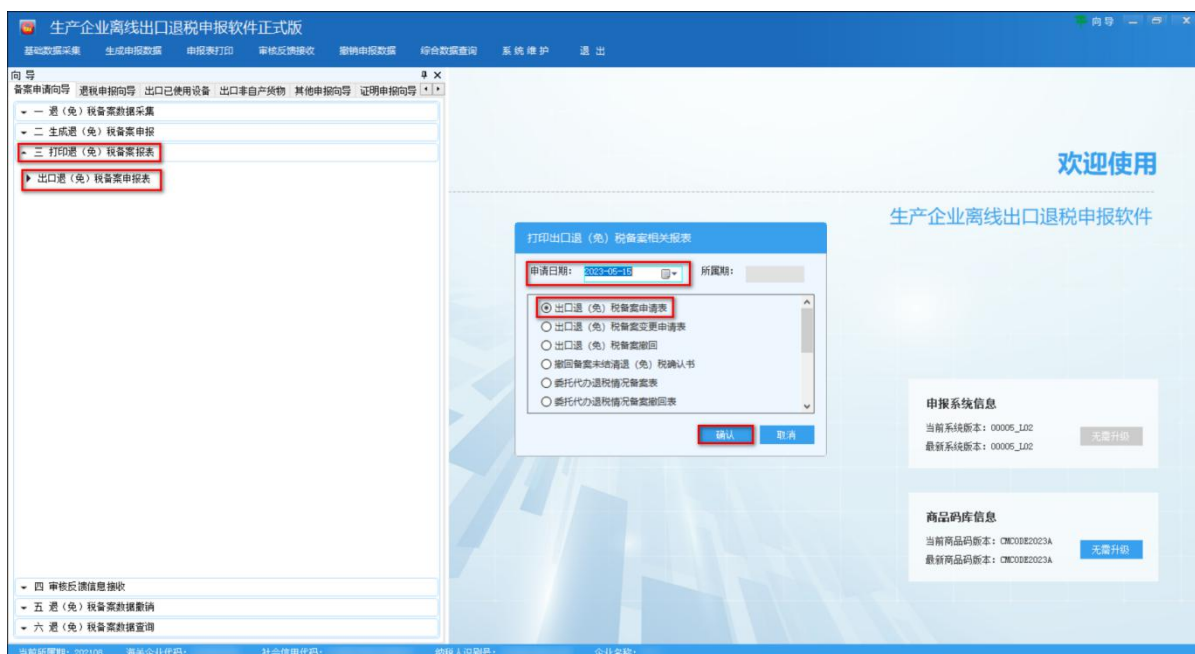 生产企业离线出口退税申报软件正式版
向导
基础数据采集 生成申报数据 申报表打印 审核反馈接收 撤销申报数据 综合数据查询 系统维护 退出
向导
备案申请向导 退税申报向导 出口已使用设备 出口非自产货物 其他申报向导 证明申报向导
一 退（免）税备案数据采集
二 生成退（免）税备案申报
三 打印退（免）税备案报表
出口退（免）税备案申报表
欢迎使用
生产企业离线出口退税申报软件
打印出口退（免）税备案相关报表
申请日期： 2023-05-15 所属期：
出口退（免）税备案申请表
出口退（免）税备案变更申请表
出口退（免）税备案撤回
撤回备案未结清退（免）税确认书
委托代办退税情况备案表
委托代办退税情况备案撤回表
确认 取消
申报系统信息
当前系统版本：00005_L02
最新系统版本：00005_L02
无需升级
商品码库信息
当前商品码版本：CMCODE2023A
最新商品码版本：CMCODE2023A
无需升级
四 审核反馈信息接收
五 退（免）税备案数据撤销
六 退（免）税备案数据查询
当前所属期：202108 海关企业代码： 社会信用代码： 纳税人识别号： 企业名称：